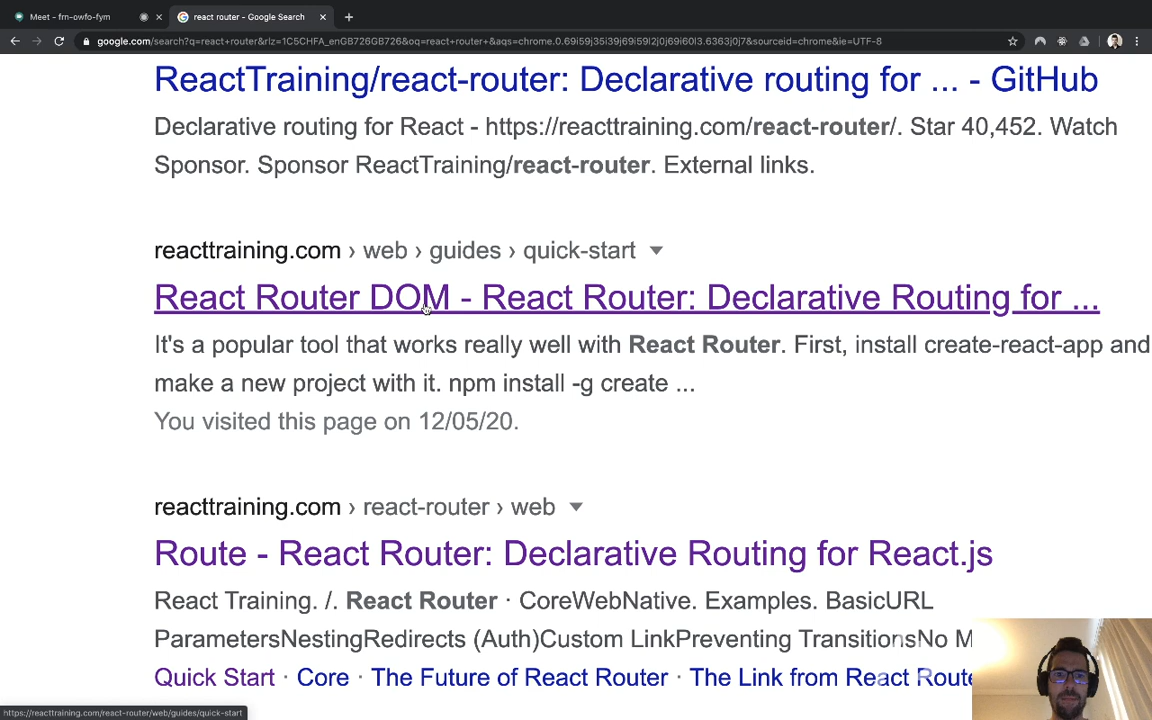 Meet - frn-owfo-fym
react router - Google Search
google.com/search?q=react+router&rlz=1C5CHFA_enGB726GB726&oq=react+router+&aqs=chrome.0.69i59j35i39j69i59l2j0j69i60l3.6363j0j7&sourceid=chrome&ie=UTF-8
ReactTraining/react-router: Declarative routing for ... - GitHub
Declarative routing for React - https://reacttraining.com/react-router/. Star 40,452. Watch
Sponsor. Sponsor ReactTraining/react-router. External links.
reacttraining.com › web › guides › quick-start
React Router DOM - React Router: Declarative Routing for ...
It's a popular tool that works really well with React Router. First, install create-react-app and
make a new project with it. npm install -g create ...
You visited this page on 12/05/20.
reacttraining.com › react-router › web
Route - React Router: Declarative Routing for React.js
React Training. /. React Router · CoreWebNative. Examples. BasicURL
ParametersNestingRedirects (Auth)Custom LinkPreventing TransitionsNo M
Quick Start · Core · The Future of React Router · The Link from React Route
https://reacttraining.com/react-router/web/guides/quick-start